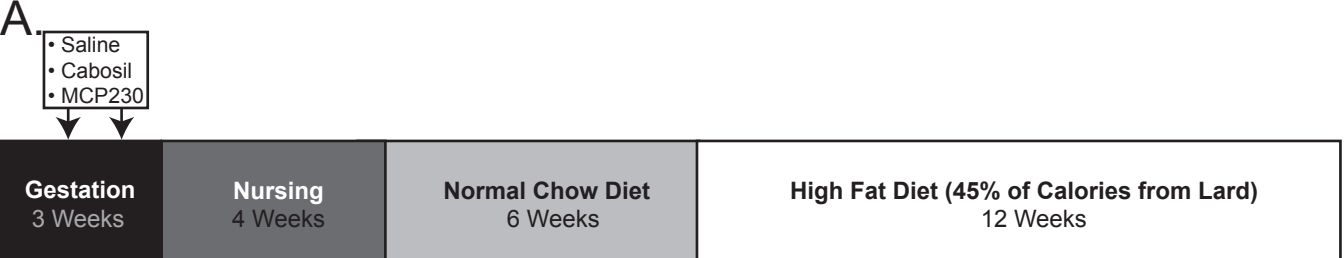 A.
• Saline
• Cabosil
• MCP230
Gestation
3 Weeks
Nursing
4 Weeks
Normal Chow Diet
6 Weeks
High Fat Diet (45% of Calories from Lard)
12 Weeks